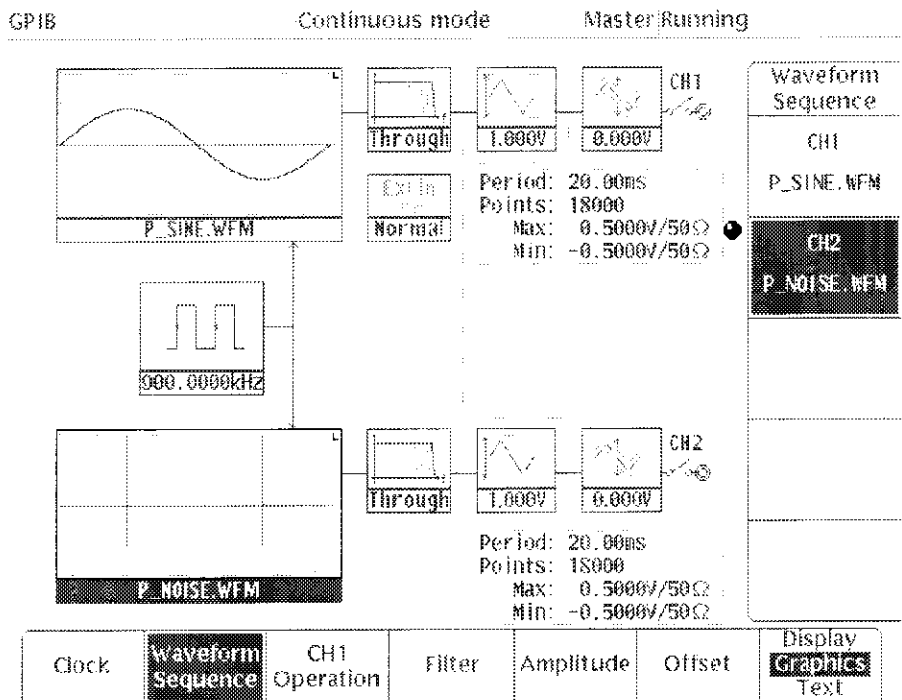 GPIB Continuous mode Master Running
CH1
Through 1.000V 0.000V
P_SINE.WFM
Ext In
Normal
Period: 20.00ms
Points: 18000
Max: 0.5000V/50Ω
Min: -0.5000V/50Ω
900.0000kHz
CH2
Through 1.000V 0.000V
P_NOISE.WFM
Period: 20.00ms
Points: 18000
Max: 0.5000V/50Ω
Min: -0.5000V/50Ω
Waveform
Sequence
CH1
P_SINE.WFM
CH2
P_NOISE.WFM
Clock
Waveform
Sequence
CH1
Operation
Filter
Amplitude
Offset
Display
Graphics
Text